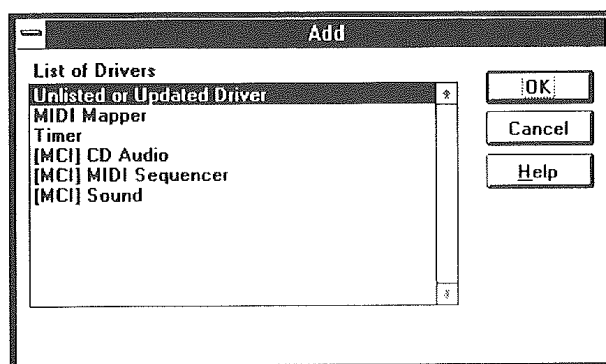 Add
List of Drivers
Unlisted or Updated Driver
MIDI Mapper
Timer
[MCI] CD Audio
[MCI] MIDI Sequencer
[MCI] Sound
OK
Cancel
Help